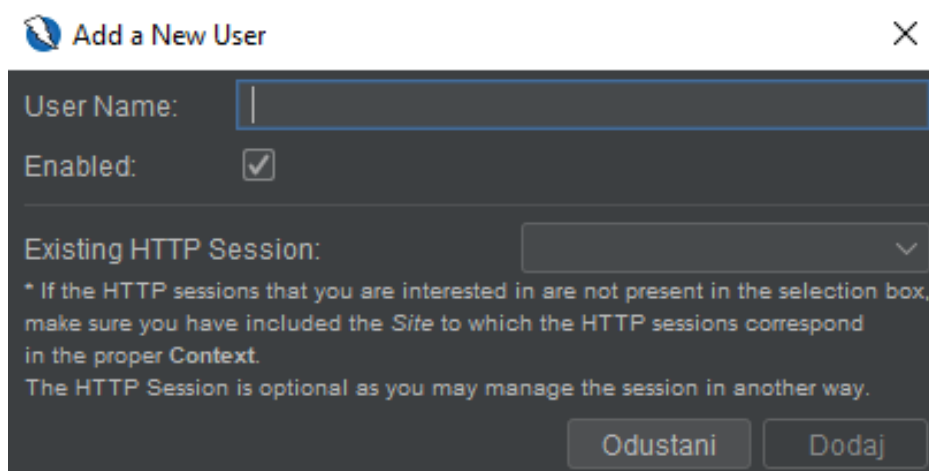 Add a New User
User Name:
Enabled:
Existing HTTP Session:
* If the HTTP sessions that you are interested in are not present in the selection box,
make sure you have included the Site to which the HTTP sessions correspond
in the proper Context.
The HTTP Session is optional as you may manage the session in another way.
Odustani
Dodaj